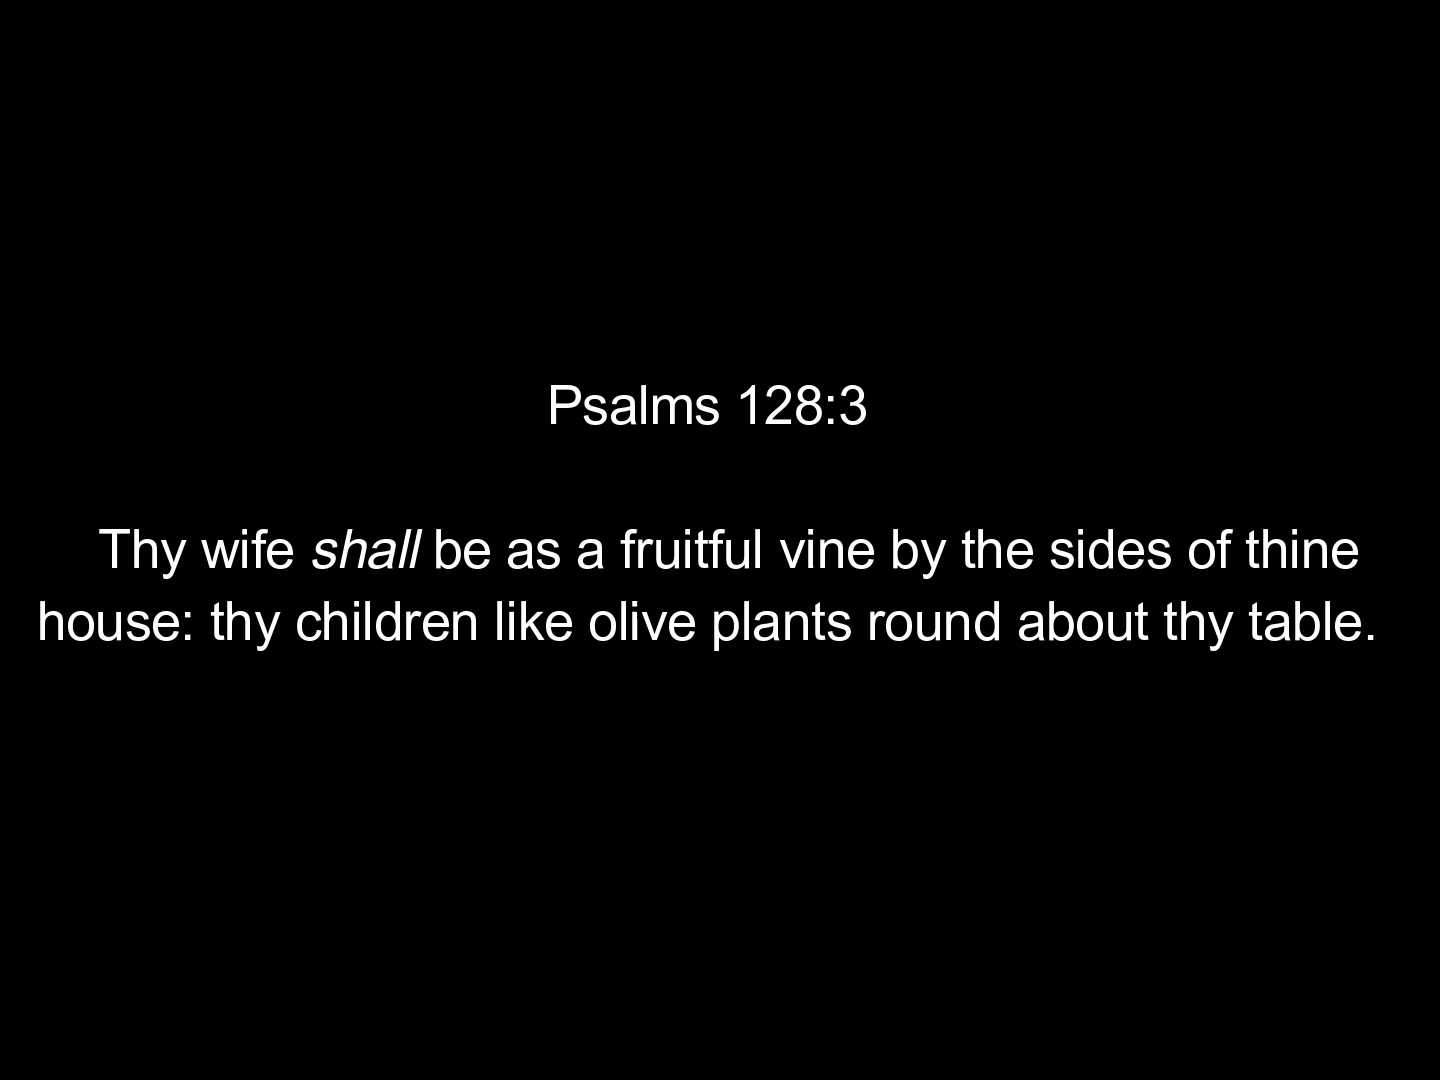 Psalms 128:3
Thy wife shall be as a fruitful vine by the sides of thine
house: thy children like olive plants round about thy table.